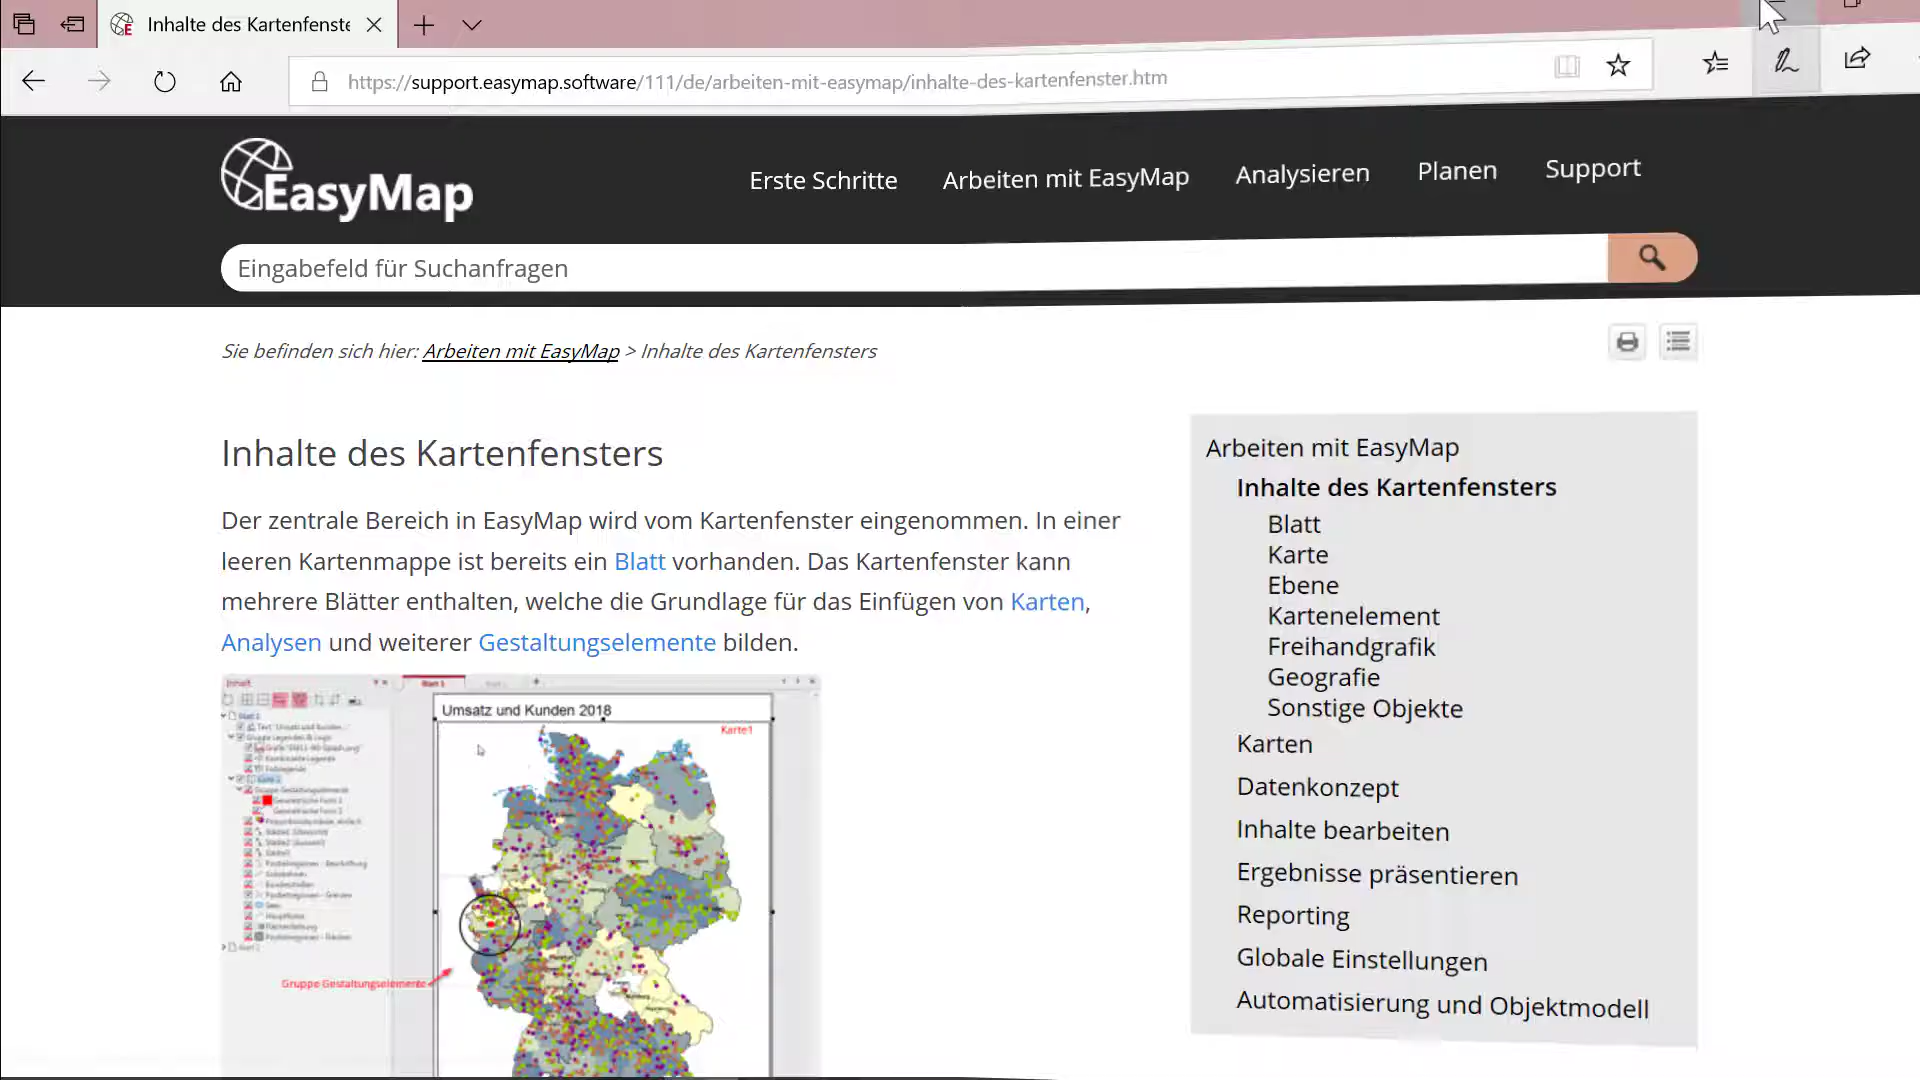 Inhalte des Kartenfenste
https://support.easymap.software/111/de/arbeiten-mit-easymap/inhalte-des-kartenfenster.htm
EasyMap
Erste Schritte
Arbeiten mit EasyMap
Analysieren
Planen
Support
Eingabefeld für Suchanfragen
Sie befinden sich hier: Arbeiten mit EasyMap > Inhalte des Kartenfensters
Inhalte des Kartenfensters
Der zentrale Bereich in EasyMap wird vom Kartenfenster eingenommen. In einer
leeren Kartenmappe ist bereits ein Blatt vorhanden. Das Kartenfenster kann
mehrere Blätter enthalten, welche die Grundlage für das Einfügen von Karten,
Analysen und weiterer Gestaltungselemente bilden.
Inhalt
Umsatz und Kunden 2018
Karte1
Gruppe Gestaltungselemente
Arbeiten mit EasyMap
Inhalte des Kartenfensters
Blatt
Karte
Ebene
Kartenelement
Freihandgrafik
Geografie
Sonstige Objekte
Karten
Datenkonzept
Inhalte bearbeiten
Ergebnisse präsentieren
Reporting
Globale Einstellungen
Automatisierung und Objektmodell